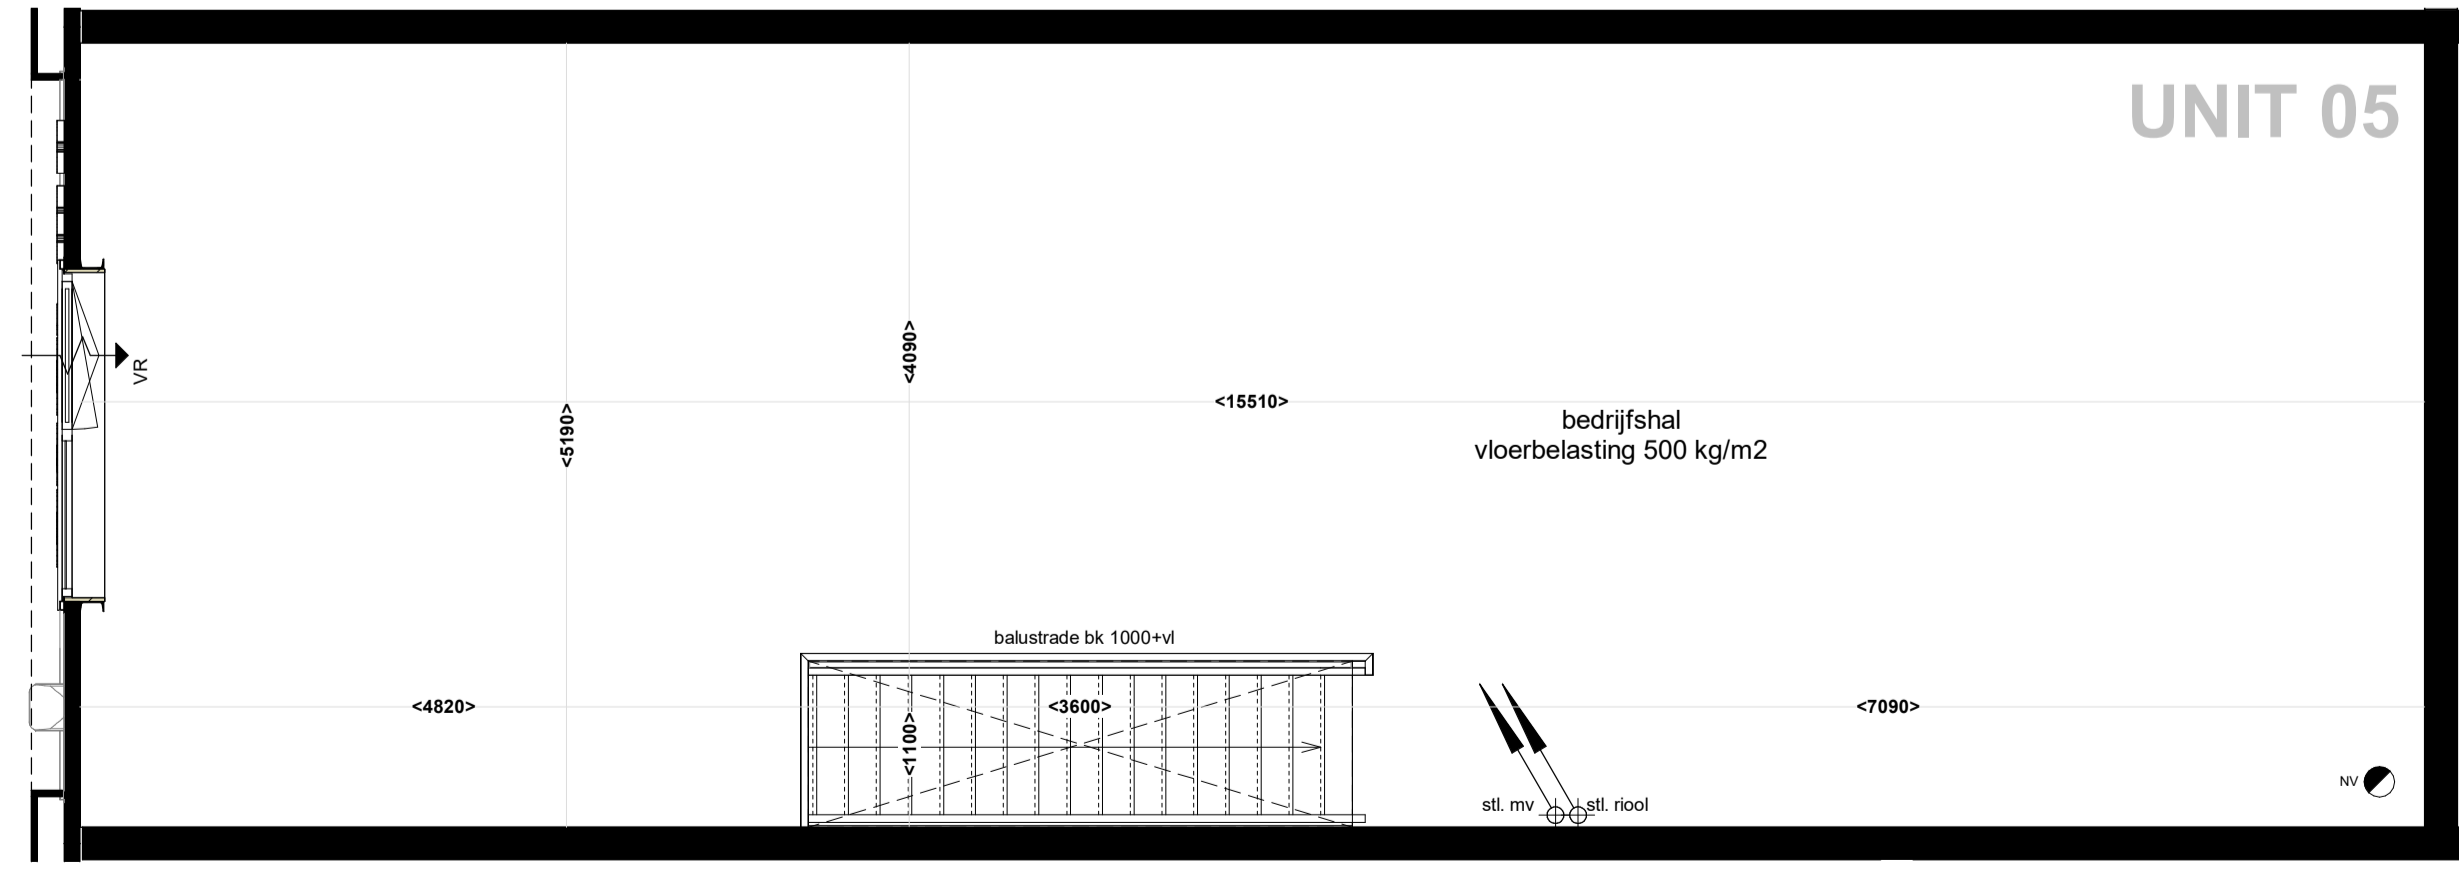 UNIT 05
VR
<5190>
<4090>
<15510>
bedrijfshal
vloerbelasting 500 kg/m2
balustrade bk 1000+vl
<4820>
<1100>
<3600>
<7090>
stl. mv
stl. riool
NV